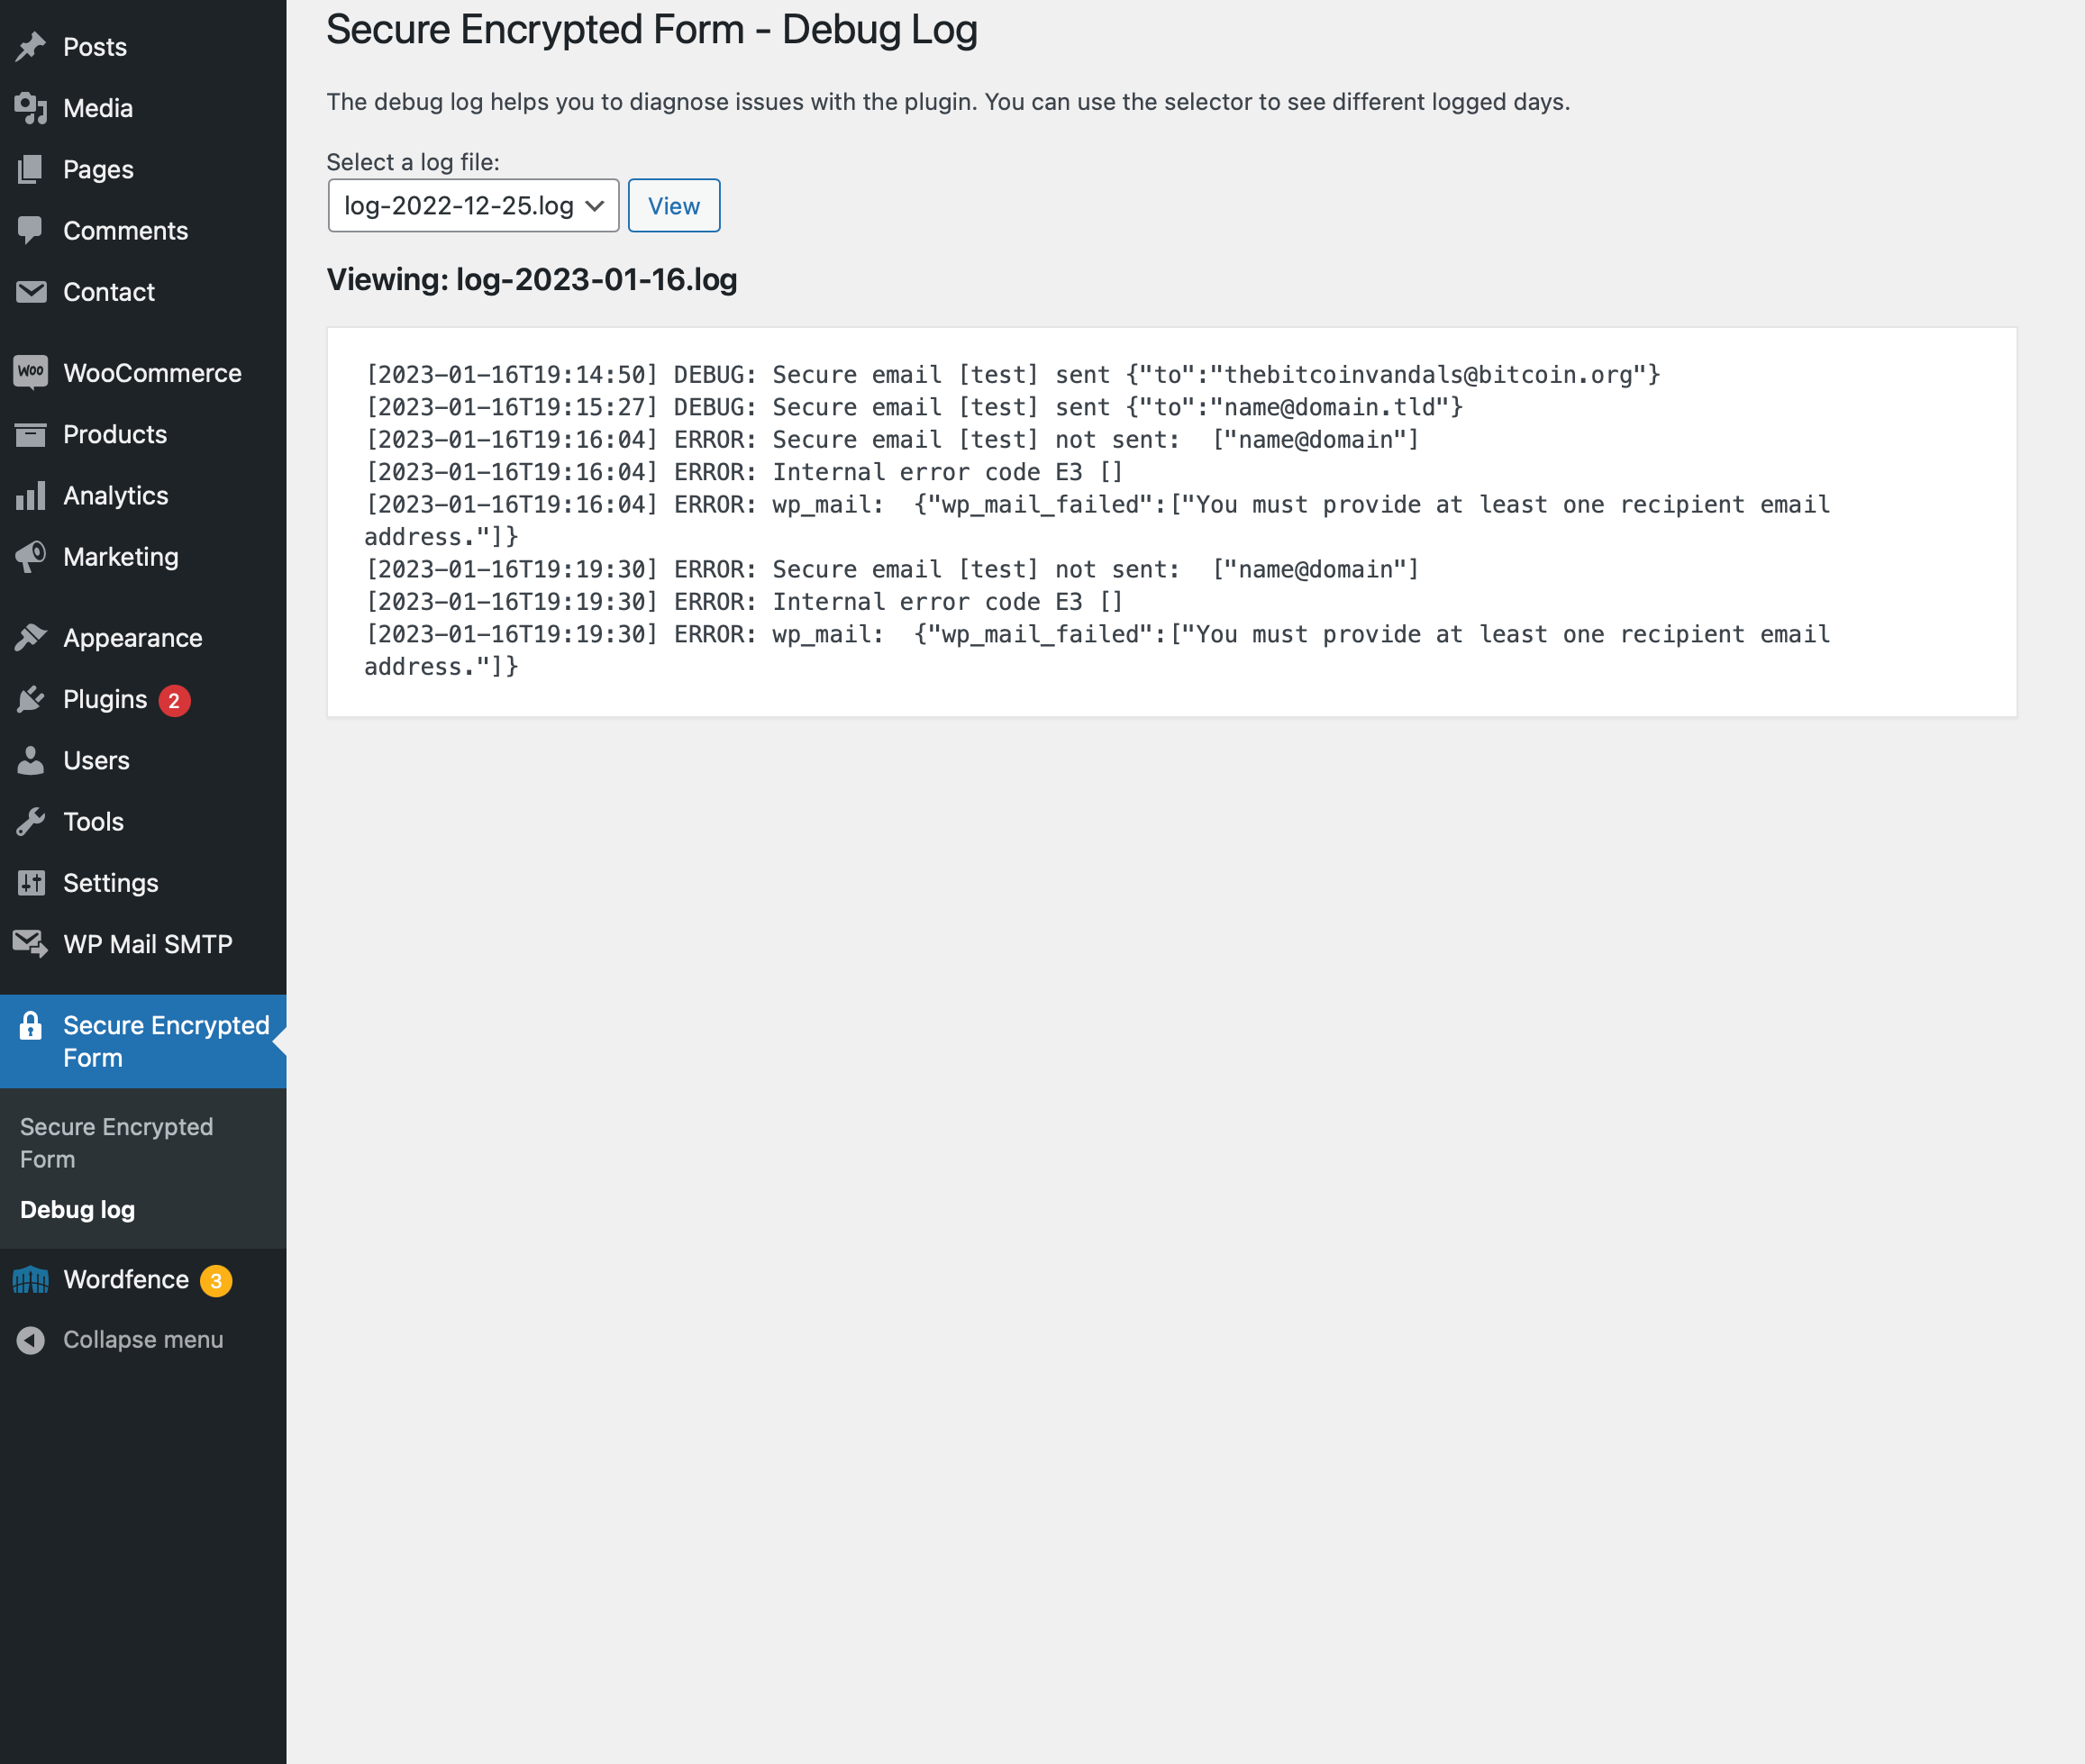 Posts
Media
Pages
Comments
Contact
WOO
WooCommerce
Products
Analytics
Marketing
Appearance
Plugins 2
Users
Tools
Settings
WP Mail SMTP
Secure Encrypted
Form
Secure Encrypted
Form
Debug log
Wordfence 3
Collapse menu
Secure Encrypted Form - Debug Log
The debug log helps you to diagnose issues with the plugin. You can use the selector to see different logged days.
Select a log file:
log-2022-12-25.log View
Viewing: log-2023-01-16.log
[2023-01-16T19:14:50] DEBUG: Secure email [test] sent {"to":"thebitcoinvandals@bitcoin.org"}
[2023-01-16T19:15:27] DEBUG: Secure email [test] sent {"to":"name@domain.tld"}
[2023-01-16T19:16:04] ERROR: Secure email [test] not sent:  ["name@domain"]
[2023-01-16T19:16:04] ERROR: Internal error code E3 []
[2023-01-16T19:16:04] ERROR: wp_mail:  {"wp_mail_failed":["You must provide at least one recipient email
address."]}
[2023-01-16T19:19:30] ERROR: Secure email [test] not sent:  ["name@domain"]
[2023-01-16T19:19:30] ERROR: Internal error code E3 []
[2023-01-16T19:19:30] ERROR: wp_mail:  {"wp_mail_failed":["You must provide at least one recipient email
address."]}